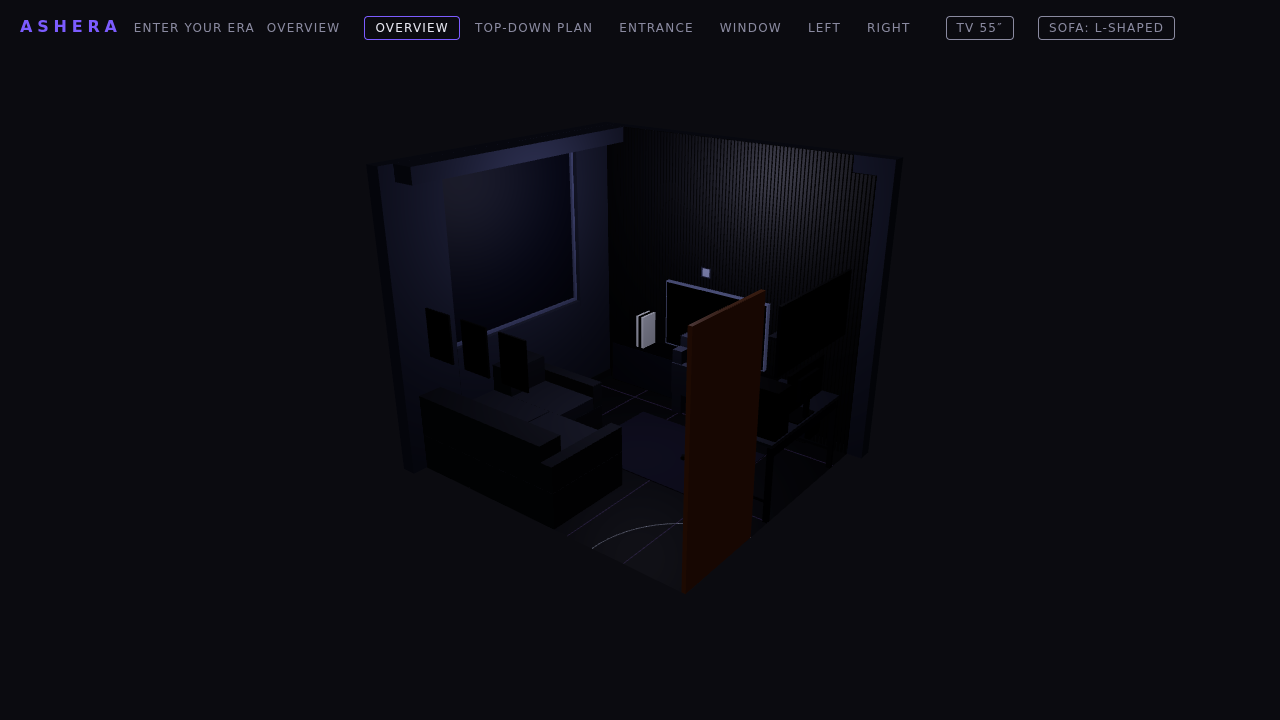 ASHERA ENTER YOUR ERA OVERVIEW OVERVIEW TOP-DOWN PLAN ENTRANCE WINDOW LEFT RIGHT TV 55″ SOFA: L-SHAPED